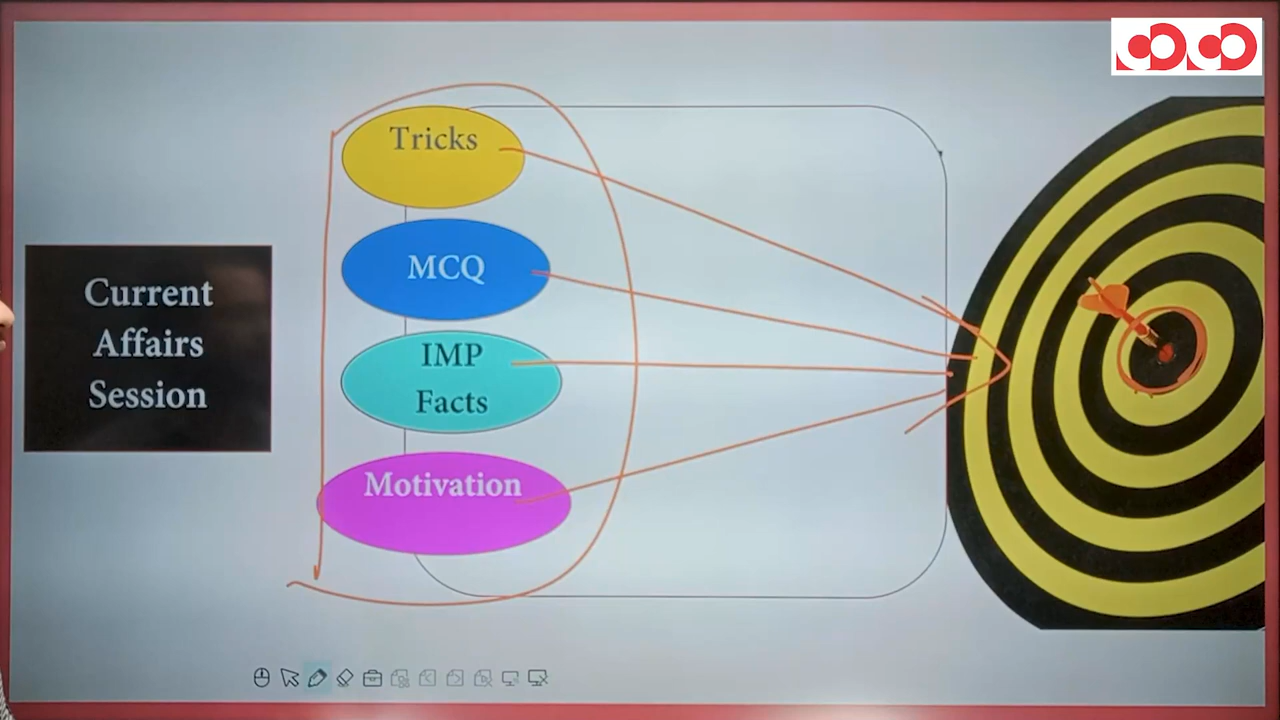 Current
Affairs
Session
Tricks
MCQ
IMP
Facts
Motivation